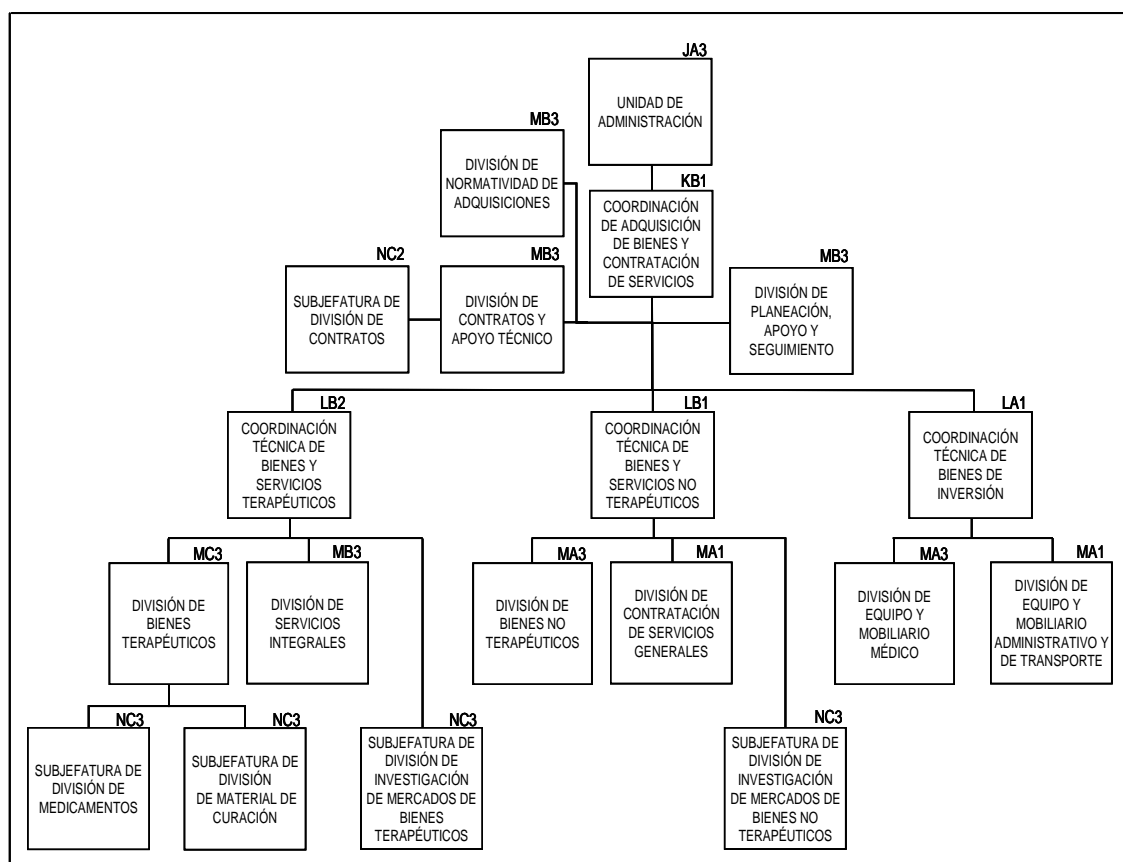 JA3
UNIDAD DE
ADMINISTRACIÓN
MB3
DIVISIÓN DE
NORMATIVIDAD DE
ADQUISICIONES
KB1
COORDINACIÓN
DE ADQUISICIÓN
DE BIENES Y
CONTRATACIÓN
DE SERVICIOS
NC2
SUBJEFATURA DE
DIVISIÓN DE
CONTRATOS
MB3
DIVISIÓN DE
CONTRATOS Y
APOYO TÉCNICO
MB3
DIVISIÓN DE
PLANEACIÓN,
APOYO Y
SEGUIMIENTO
LB2
COORDINACIÓN
TÉCNICA DE
BIENES Y
SERVICIOS
TERAPÉUTICOS
LB1
COORDINACIÓN
TÉCNICA DE
BIENES Y
SERVICIOS NO
TERAPÉUTICOS
LA1
COORDINACIÓN
TÉCNICA DE
BIENES DE
INVERSIÓN
MC3
DIVISIÓN DE
BIENES
TERAPÉUTICOS
MB3
DIVISIÓN DE
SERVICIOS
INTEGRALES
MA3
DIVISIÓN DE
BIENES NO
TERAPÉUTICOS
MA1
DIVISIÓN DE
CONTRATACIÓN
DE SERVICIOS
GENERALES
MA3
DIVISIÓN DE
EQUIPO Y
MOBILIARIO
MÉDICO
MA1
DIVISIÓN DE
EQUIPO Y
MOBILIARIO
ADMINISTRATIVO Y
DE TRANSPORTE
NC3
SUBJEFATURA DE
DIVISIÓN DE
MEDICAMENTOS
NC3
SUBJEFATURA DE
DIVISIÓN
DE MATERIAL DE
CURACIÓN
NC3
SUBJEFATURA DE
DIVISIÓN DE
INVESTIGACIÓN
DE MERCADOS DE
BIENES
TERAPÉUTICOS
NC3
SUBJEFATURA DE
DIVISIÓN DE
INVESTIGACIÓN
DE MERCADOS DE
BIENES NO
TERAPÉUTICOS